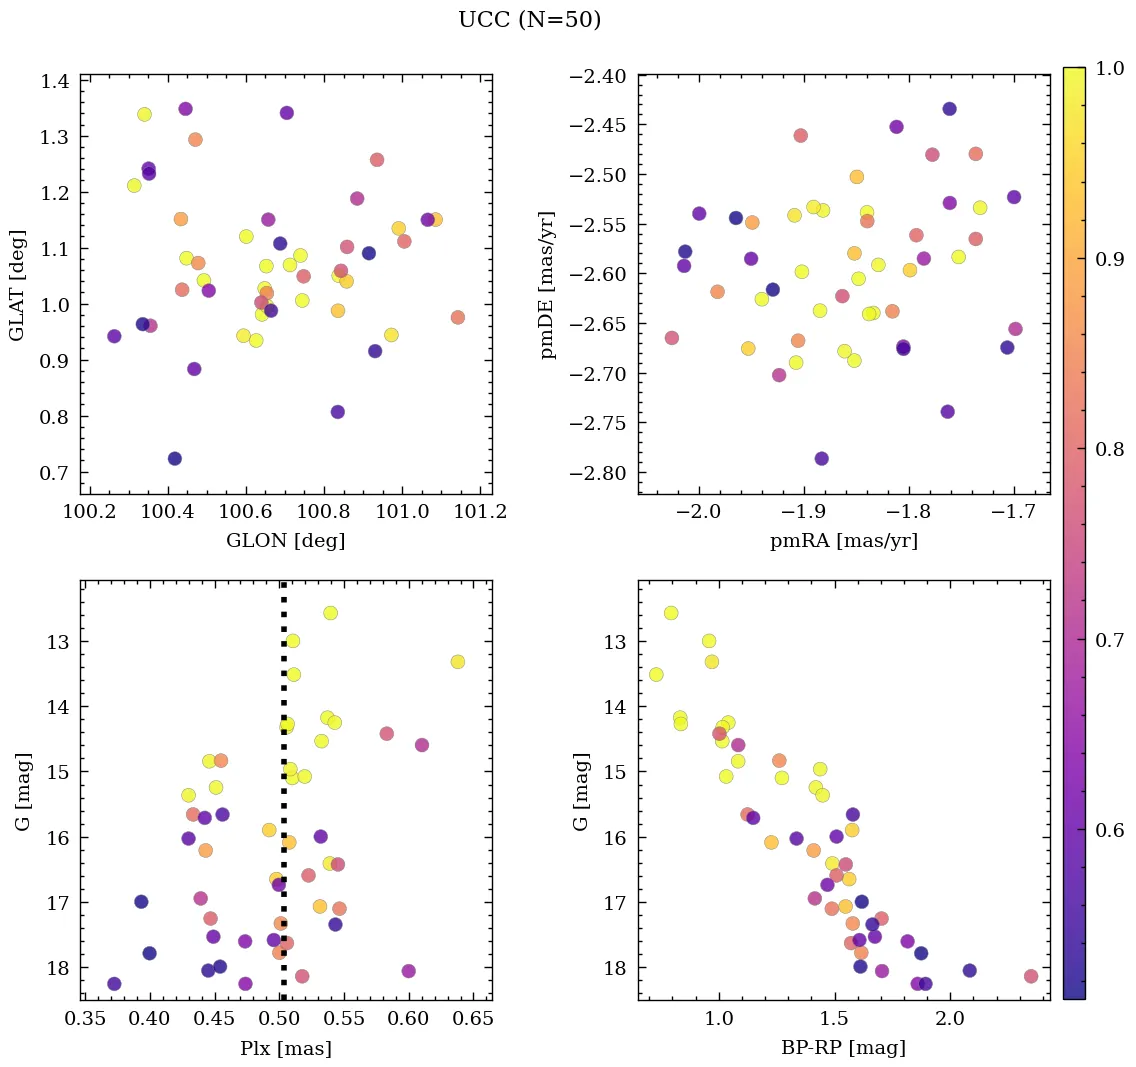 UCC (N=50)
1.4
1.3
1.2
1.1
1.0
0.9
0.8
0.7
GLAT [deg]
100.2 100.4 100.6 100.8 101.0 101.2
GLON [deg]
−2.40
−2.45
−2.50
−2.55
−2.60
−2.65
−2.70
−2.75
−2.80
pmDE [mas/yr]
−2.0 −1.9 −1.8 −1.7
pmRA [mas/yr]
13
14
15
16
17
18
G [mag]
0.35 0.40 0.45 0.50 0.55 0.60 0.65
Plx [mas]
13
14
15
16
17
18
G [mag]
1.0 1.5 2.0
BP-RP [mag]
1.0
0.9
0.8
0.7
0.6